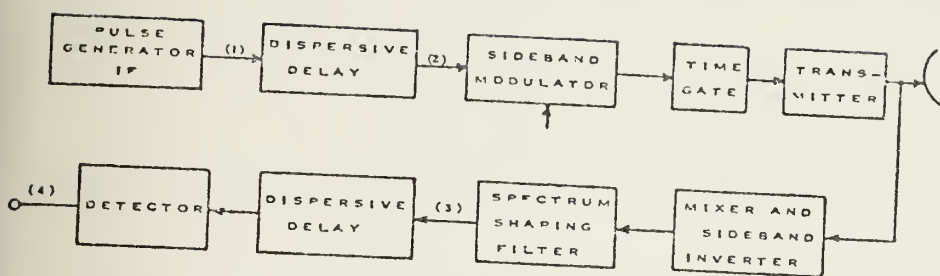 PULSE
GENERATOR
IF
(1)
DISPERSIVE
DELAY
(2)
SIDEBAND
MODULATOR
TIME
GATE
TRANS-
MITTER
(4)
DETECTOR
DISPERSIVE
DELAY
(3)
SPECTRUM
SHAPING
FILTER
MIXER AND
SIDEBAND
INVERTER